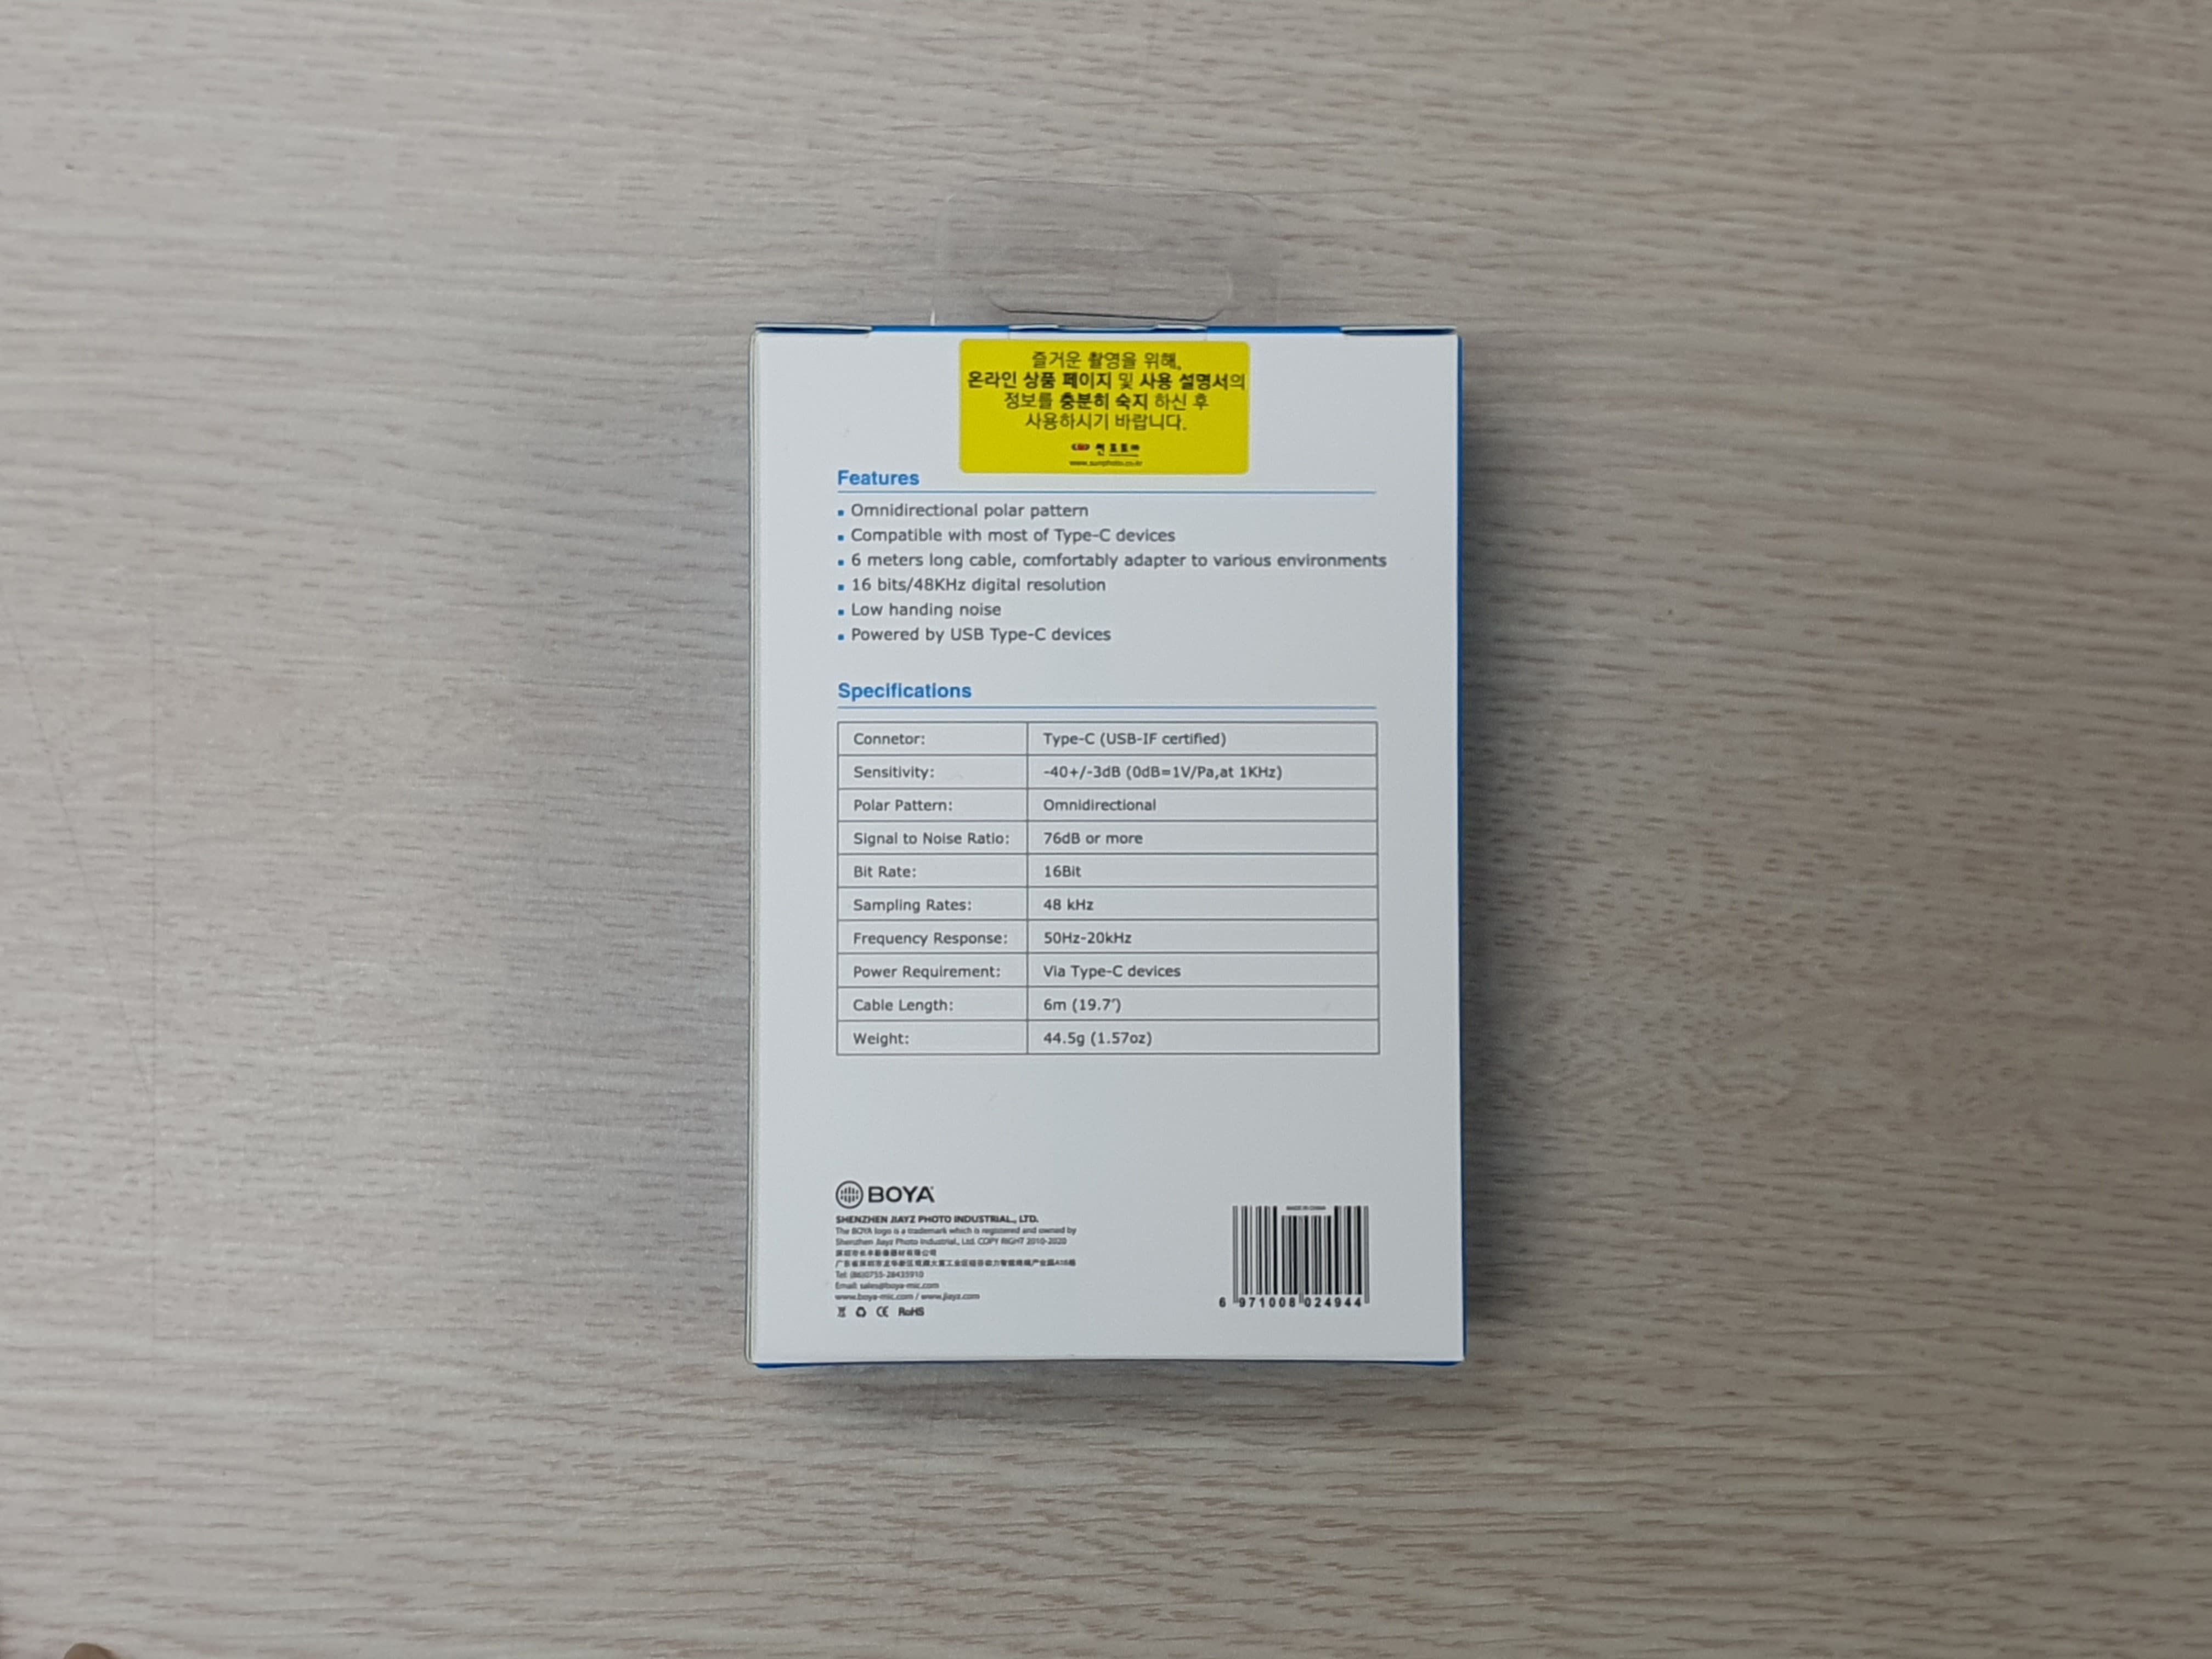 즐거운 촬영을 위해,
온라인 상품 페이지 및 사용 설명서의
정보를 충분히 숙지 하신 후
사용하시기 바랍니다.
썬포토㈜
www.sunphoto.co.kr
Features
▪ Omnidirectional polar pattern
▪ Compatible with most of Type-C devices
▪ 6 meters long cable, comfortably adapter to various environments
▪ 16 bits/48KHz digital resolution
▪ Low handing noise
▪ Powered by USB Type-C devices
Specifications
Connetor: Type-C (USB-IF certified)
Sensitivity: -40+/-3dB (0dB=1V/Pa,at 1KHz)
Polar Pattern: Omnidirectional
Signal to Noise Ratio: 76dB or more
Bit Rate: 16Bit
Sampling Rates: 48 kHz
Frequency Response: 50Hz-20kHz
Power Requirement: Via Type-C devices
Cable Length: 6m (19.7')
Weight: 44.5g (1.57oz)
BOYA
SHENZHEN JIAYZ PHOTO INDUSTRIAL., LTD.
The BOYA logo is a trademark which is registered and owned by
Shenzhen Jiayz Photo Industrial., Ltd. COPY RIGHT 2010-2020
Tel: (86)0755-28435910
Email: sales@boya-mic.com
www.boya-mic.com / www.jiayz.com
CE RoHS
MADE IN CHINA
6 971008 024944